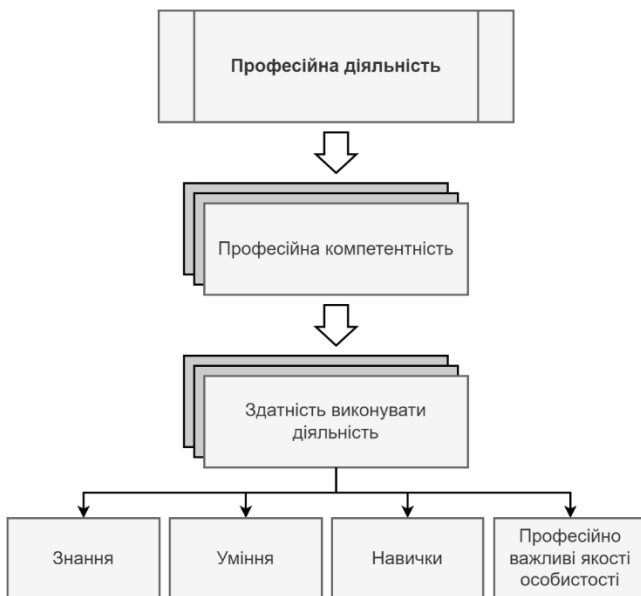 Професійна діяльність
Професійна компетентність
Здатність виконувати
діяльність
Знання
Уміння
Навички
Професійно
важливі якості
особистості